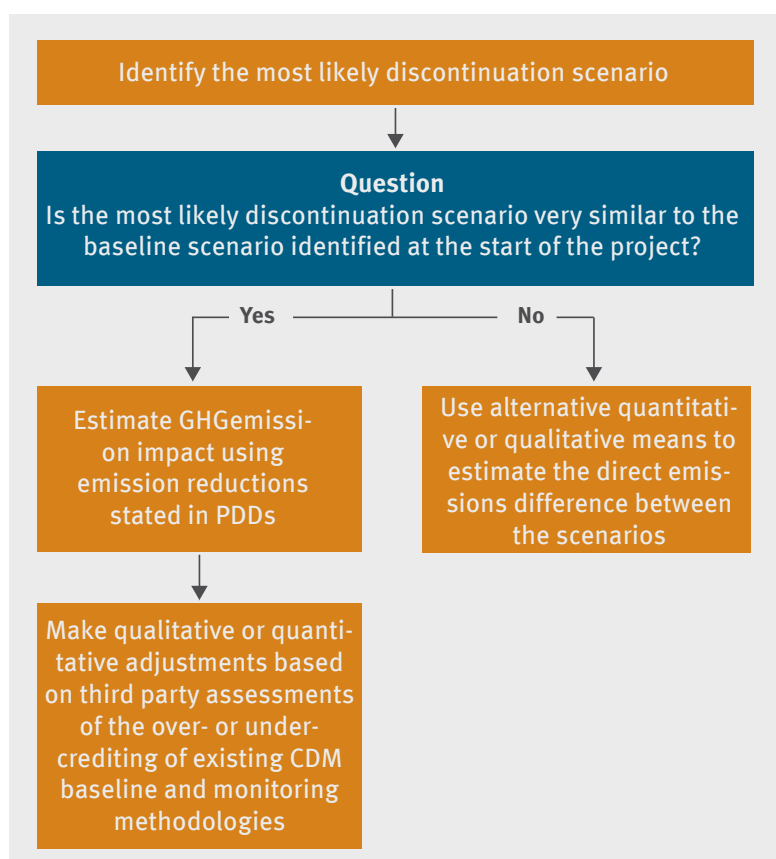 Identify the most likely discontinuation scenario
Question
Is the most likely discontinuation scenario very similar to the
baseline scenario identified at the start of the project?
Yes
No
Estimate GHGemissi-
on impact using
emission reductions
stated in PDDs
Use alternative quantitati-
ve or qualitative means to
estimate the direct emis-
sions difference between
the scenarios
Make qualitative or quanti-
tative adjustments based
on third party assessments
of the over- or under-
crediting of existing CDM
baseline and monitoring
methodologies